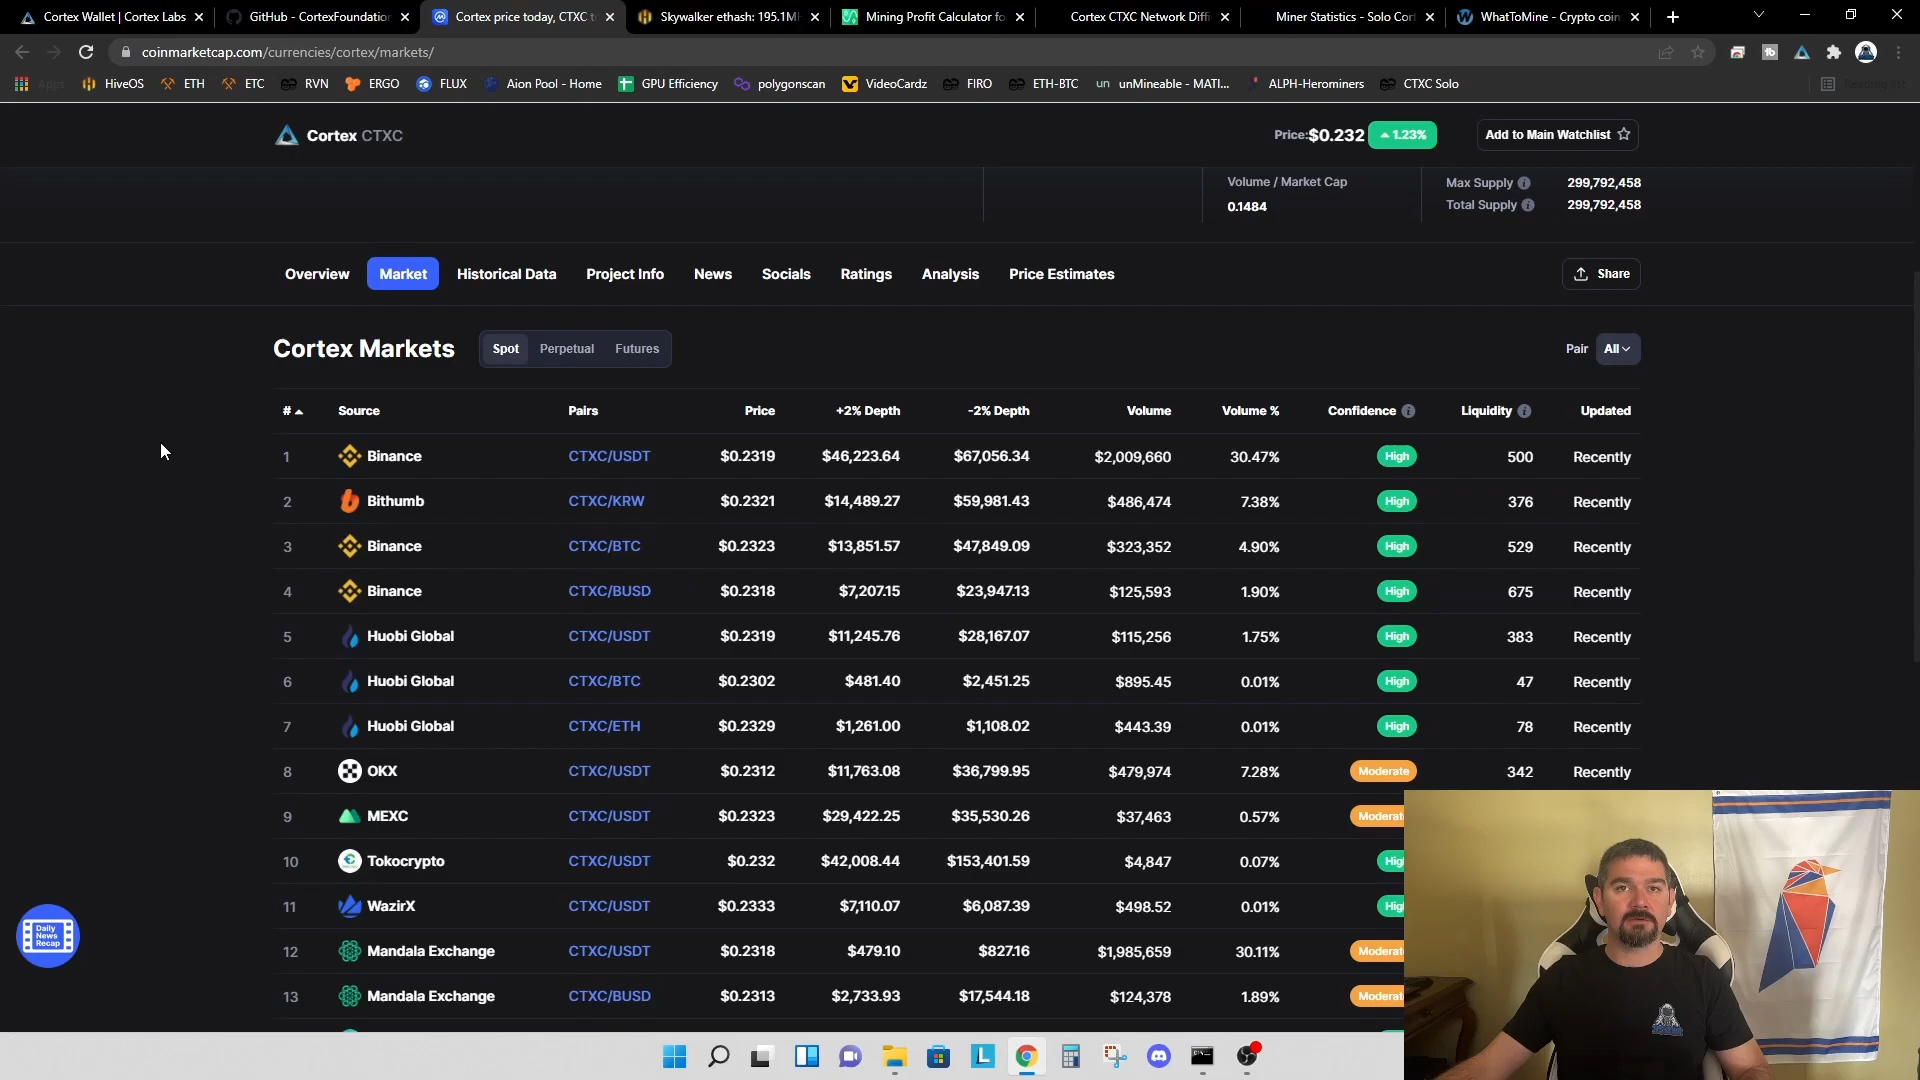 Cortex Wallet | Cortex Labs
GitHub - CortexFoundation
Cortex price today, CTXC t
Skywalker ethash: 195.1M
Mining Profit Calculator fo
Cortex CTXC Network Diffi
Miner Statistics - Solo Cort
WhatToMine - Crypto coin
coinmarketcap.com/currencies/cortex/markets/
Apps HiveOS ETH ETC RVN ERGO FLUX Aion Pool - Home GPU Efficiency polygonscan VideoCardz FIRO ETH-BTC un unMineable - MATI... ALPH-Herominers CTXC Solo Reading list
Cortex CTXC
Price:$0.232 1.23%
Add to Main Watchlist
Volume / Market Cap
0.1484
Max Supply 299,792,458
Total Supply 299,792,458
Overview Market Historical Data Project Info News Socials Ratings Analysis Price Estimates Share
Cortex Markets Spot Perpetual Futures Pair All
# Source Pairs Price +2% Depth -2% Depth Volume Volume % Confidence Liquidity Updated
1 Binance CTXC/USDT $0.2319 $46,223.64 $67,056.34 $2,009,660 30.47% High 500 Recently
2 Bithumb CTXC/KRW $0.2321 $14,489.27 $59,981.43 $486,474 7.38% High 376 Recently
3 Binance CTXC/BTC $0.2323 $13,851.57 $47,849.09 $323,352 4.90% High 529 Recently
4 Binance CTXC/BUSD $0.2318 $7,207.15 $23,947.13 $125,593 1.90% High 675 Recently
5 Huobi Global CTXC/USDT $0.2319 $11,245.76 $28,167.07 $115,256 1.75% High 383 Recently
6 Huobi Global CTXC/BTC $0.2302 $481.40 $2,451.25 $895.45 0.01% High 47 Recently
7 Huobi Global CTXC/ETH $0.2329 $1,261.00 $1,108.02 $443.39 0.01% High 78 Recently
8 OKX CTXC/USDT $0.2312 $11,763.08 $36,799.95 $479,974 7.28% Moderate 342 Recently
9 MEXC CTXC/USDT $0.2323 $29,422.25 $35,530.26 $37,463 0.57% Moderat
10 Tokocrypto CTXC/USDT $0.232 $42,008.44 $153,401.59 $4,847 0.07% Hig
11 WazirX CTXC/USDT $0.2333 $7,110.07 $6,087.39 $498.52 0.01% Hig
12 Mandala Exchange CTXC/USDT $0.2318 $479.10 $827.16 $1,985,659 30.11% Moderat
13 Mandala Exchange CTXC/BUSD $0.2313 $2,733.93 $17,544.18 $124,378 1.89% Moderat
Daily
News
Recap